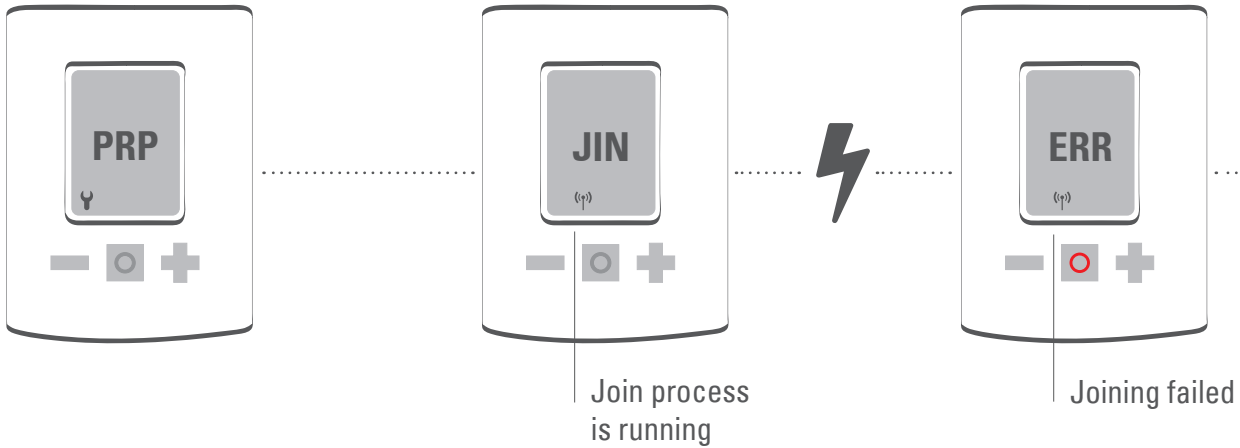 PRP
JIN
ERR
Join process
is running
Joining failed